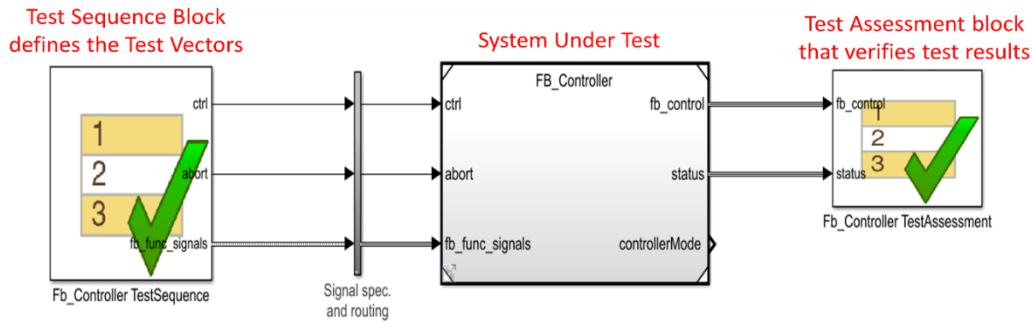 Test Sequence Block
defines the Test Vectors
System Under Test
Test Assessment block
that verifies test results
ctrl
abort
fb_func_signals
1
2
3
Fb_Controller TestSequence
Signal spec.
and routing
FB_Controller
ctrl
abort
fb_func_signals
fb_control
status
controllerMode
fb_control
status
1
2
3
Fb_Controller TestAssessment